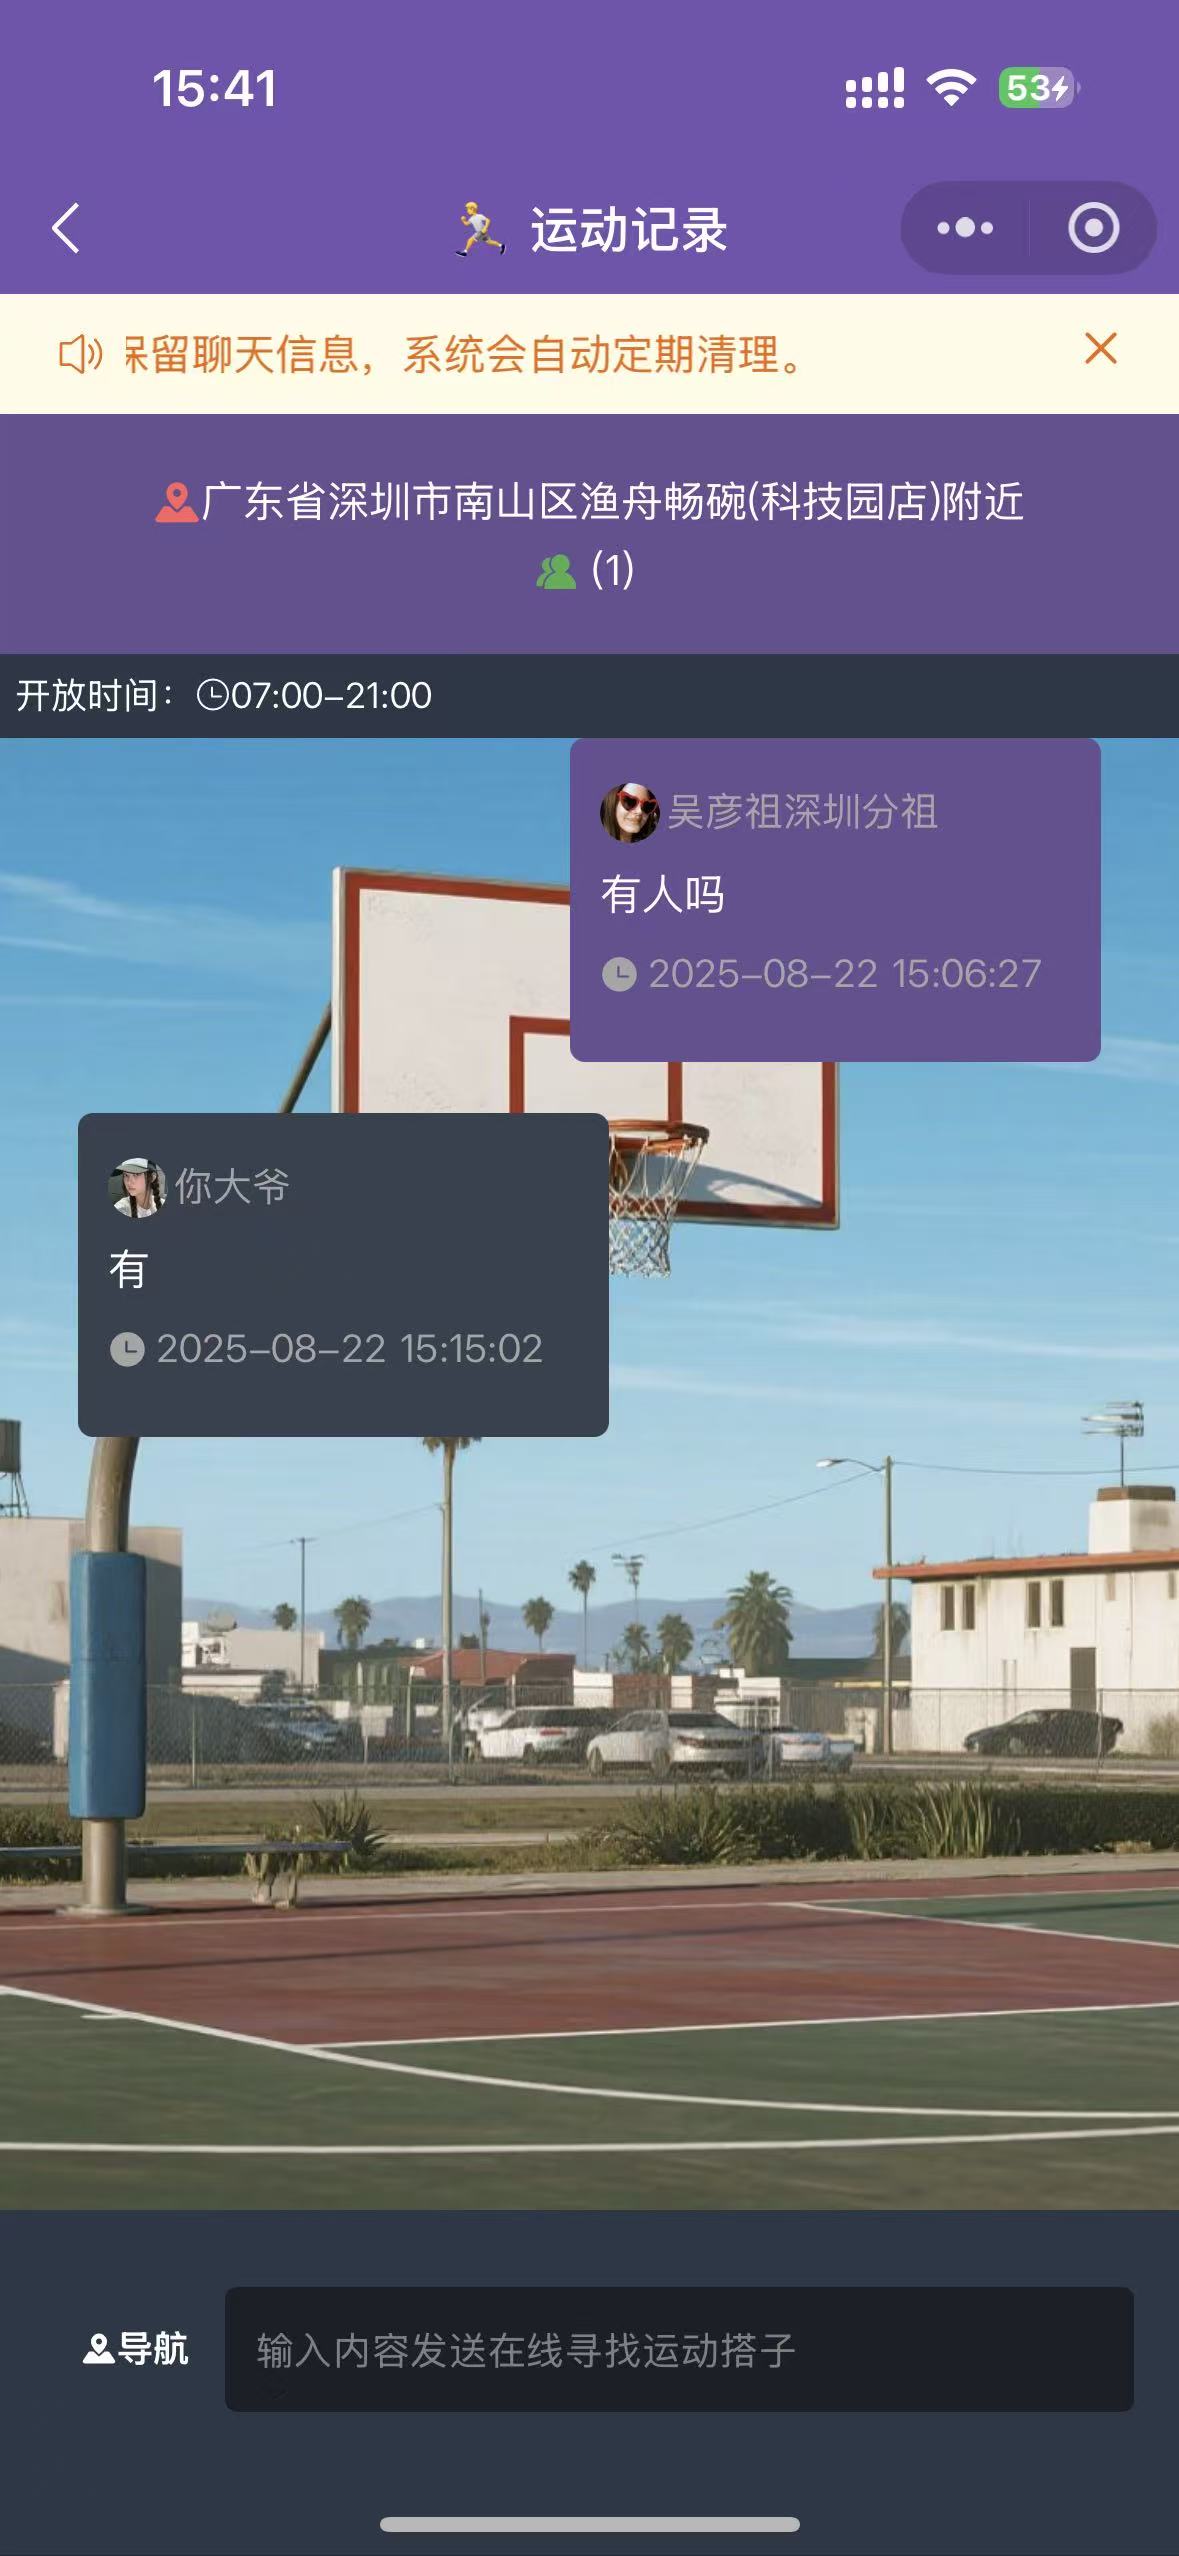 15:41
53
运动记录
保留聊天信息，系统会自动定期清理。
广东省深圳市南山区渔舟畅碗(科技园店)附近
(1)
开放时间：07:00-21:00
吴彦祖深圳分祖
有人吗
2025-08-22 15:06:27
你大爷
有
2025-08-22 15:15:02
导航
输入内容发送在线寻找运动搭子